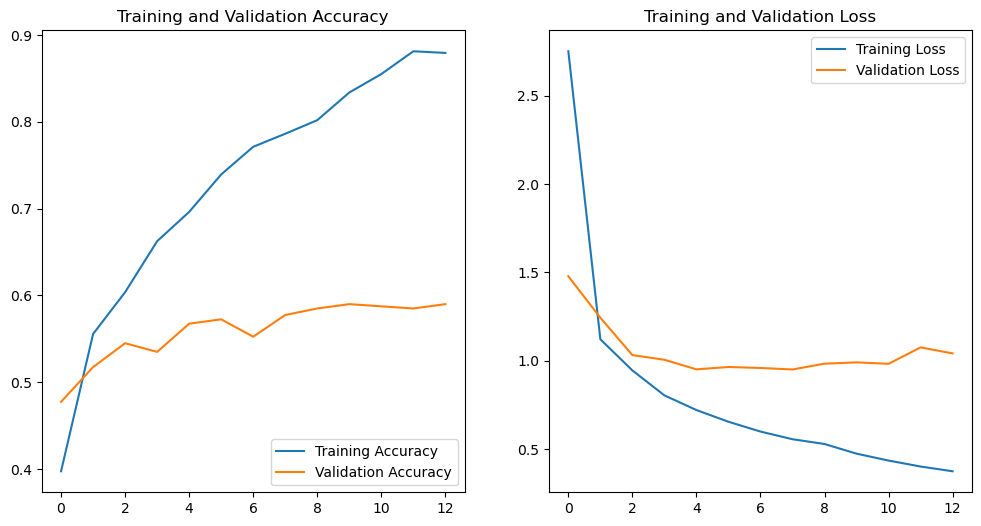 Training and Validation Accuracy
0.9
0.8
0.7
0.6
0.5
0.4
0 2 4 6 8 10 12
Training Accuracy
Validation Accuracy
Training and Validation Loss
2.5
2.0
1.5
1.0
0.5
0 2 4 6 8 10 12
Training Loss
Validation Loss